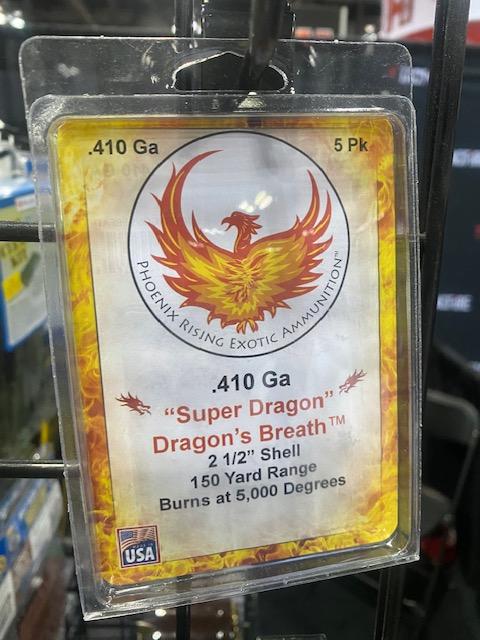 .410 Ga
5 Pk
PHOENIX RISING EXOTIC AMMUNITION™
.410 Ga
“Super Dragon”
Dragon's Breath™
2 1/2” Shell
150 Yard Range
Burns at 5,000 Degrees
USA